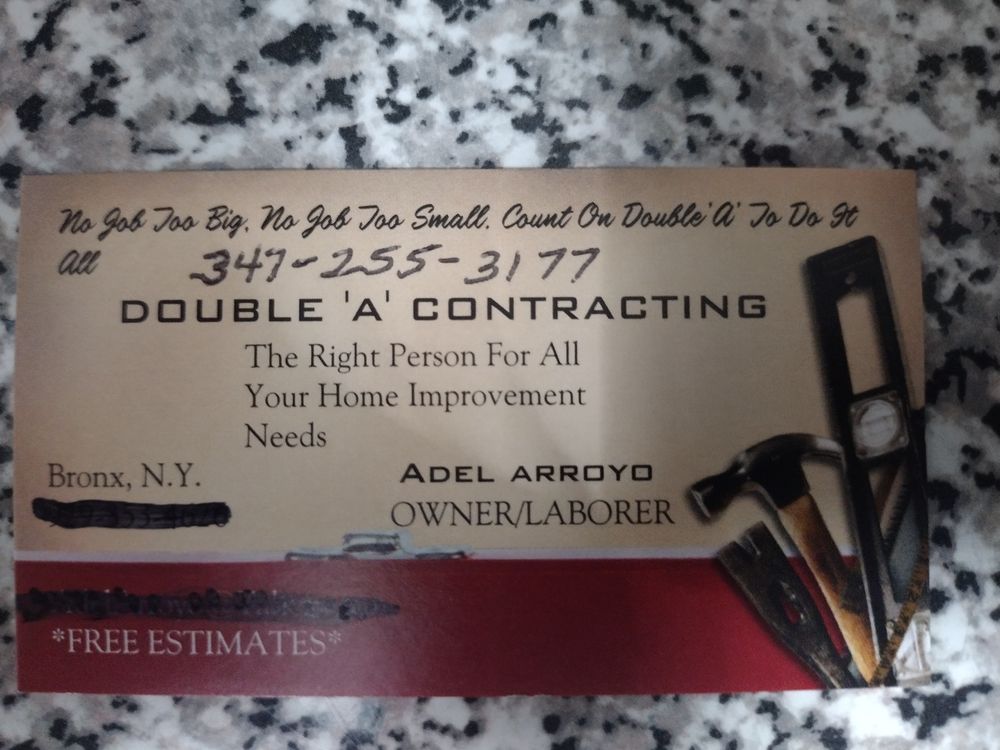 No Job Too Big, No Job Too Small. Count On Double 'A' To Do It
All
347-255-3177
DOUBLE 'A' CONTRACTING
The Right Person For All
Your Home Improvement
Needs
Bronx, N.Y.
ADEL ARROYO
OWNER/LABORER
*FREE ESTIMATES*